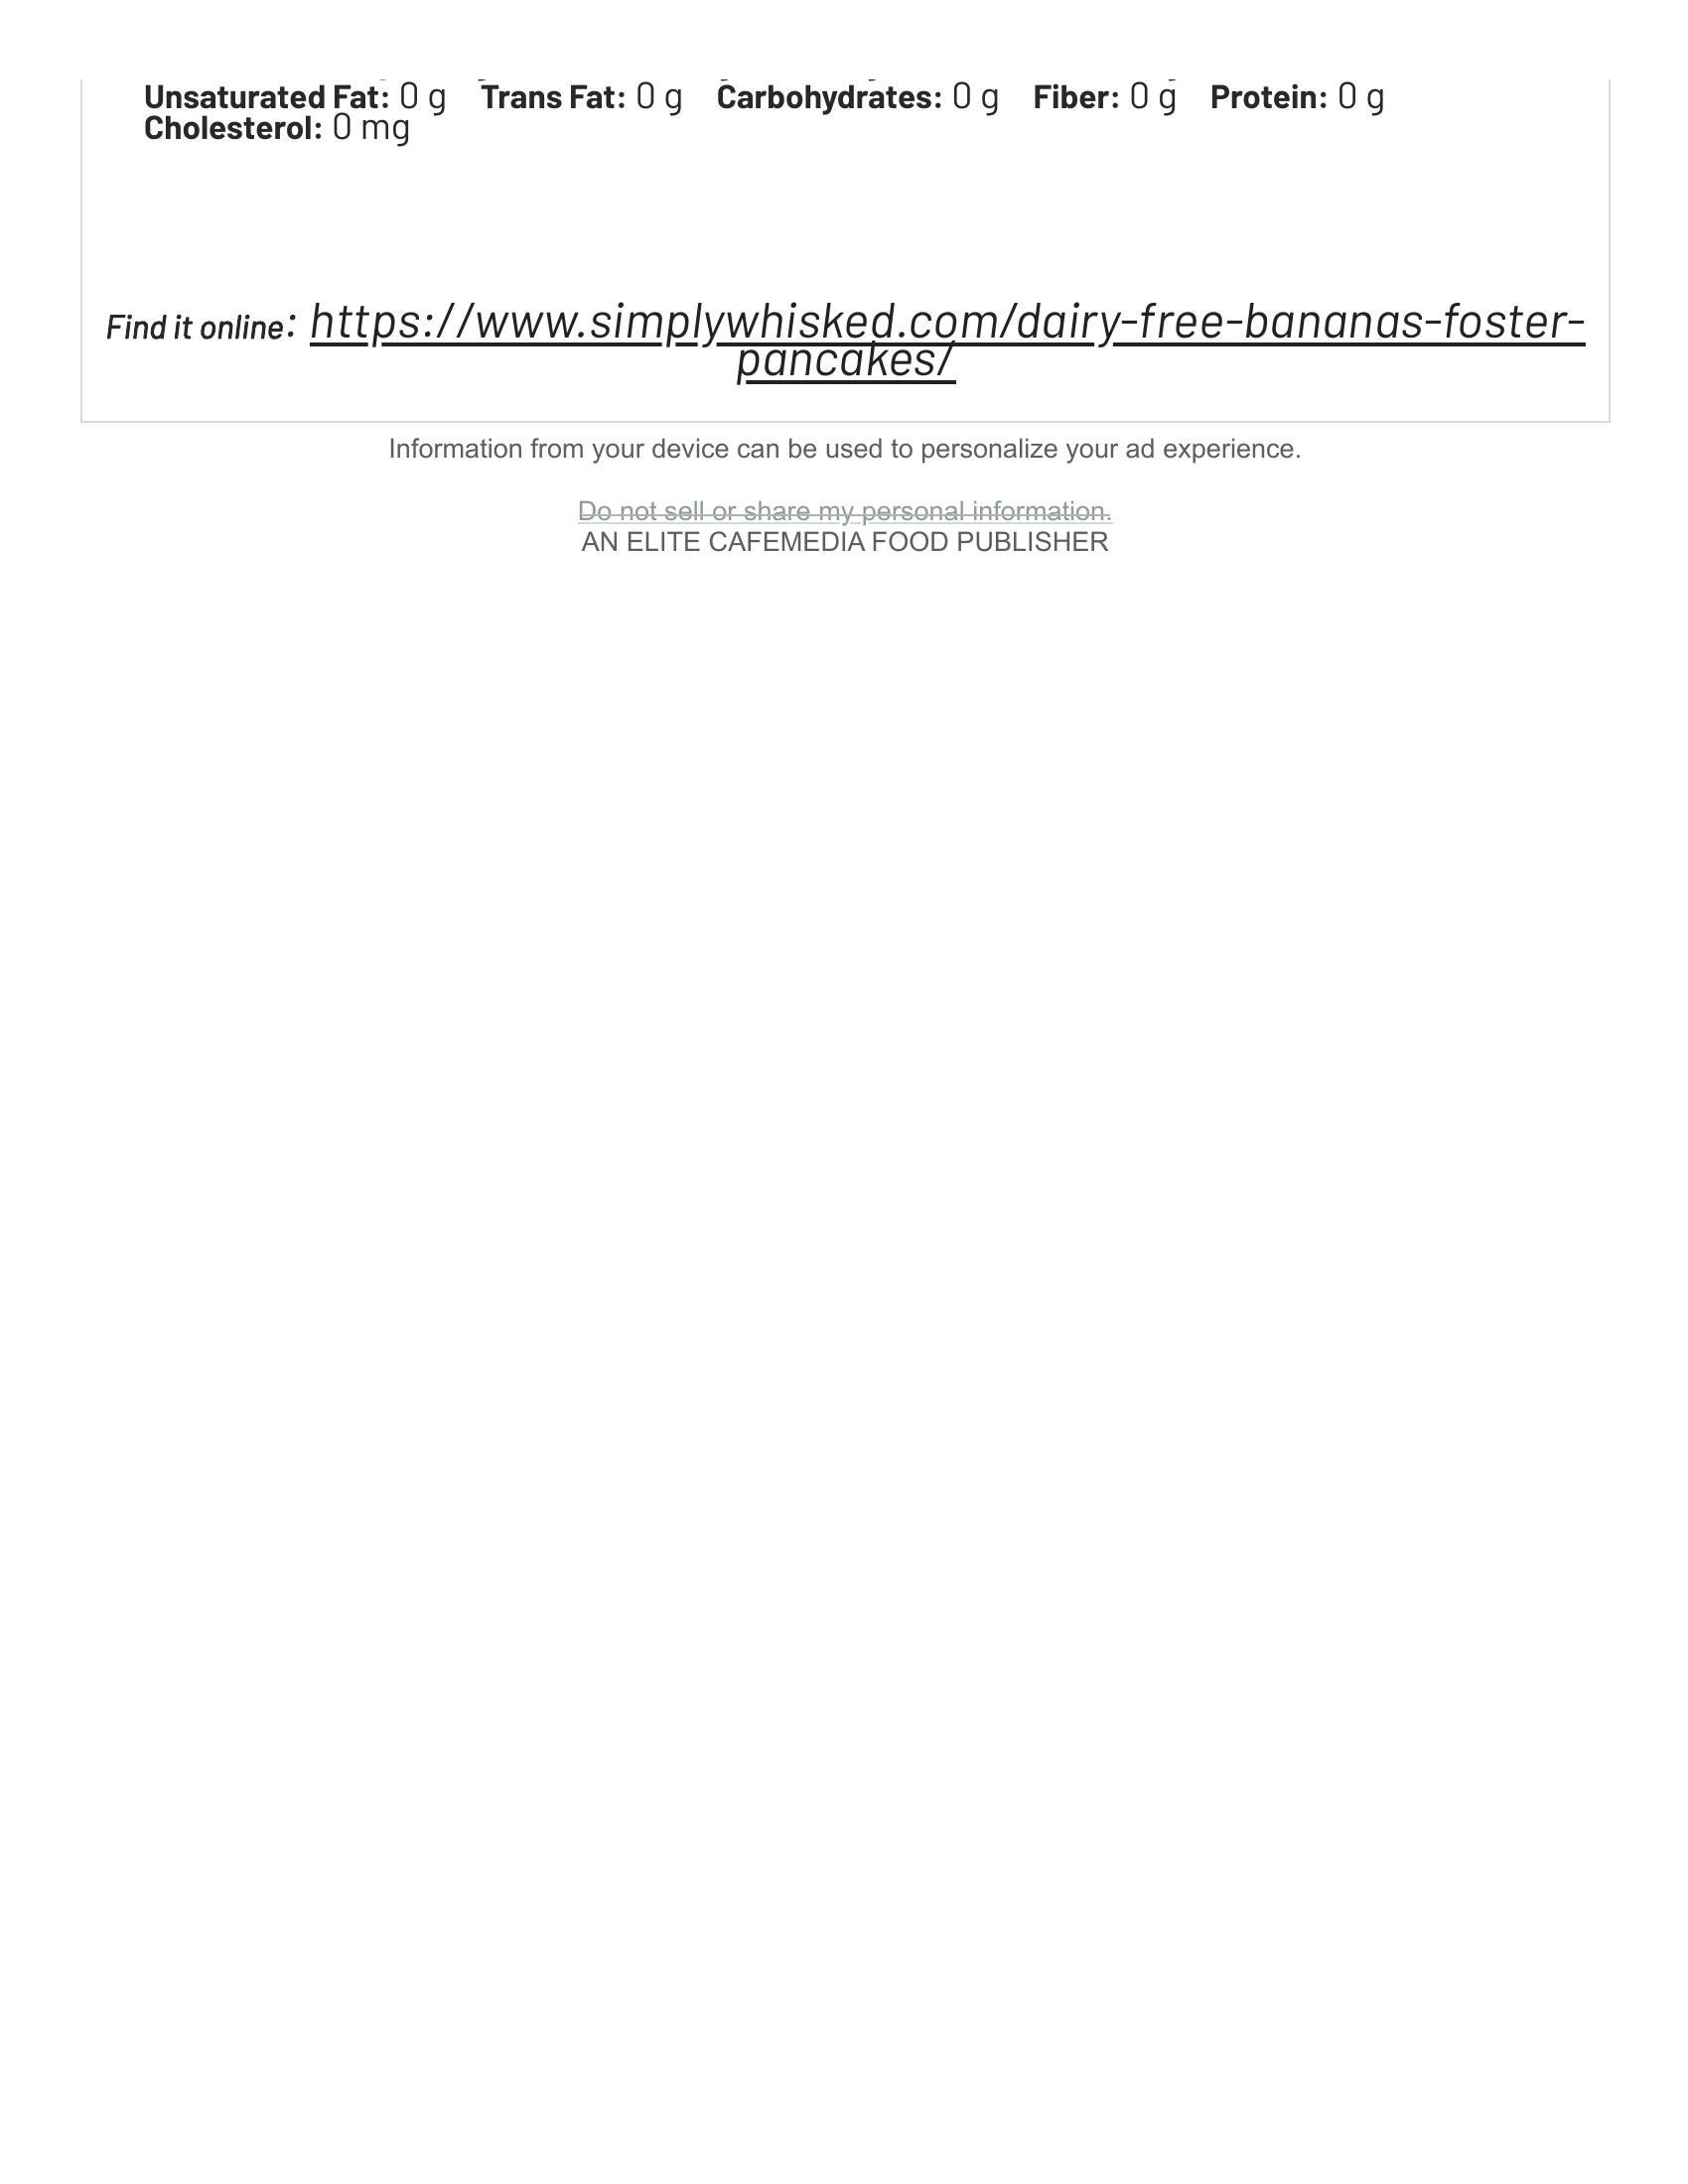 Unsaturated Fat: 0 g Trans Fat: 0 g Carbohydrates: 0 g Fiber: 0 g Protein: 0 g
Cholesterol: 0 mg
Find it online: https://www.simplywhisked.com/dairy-free-bananas-foster-
pancakes/
Information from your device can be used to personalize your ad experience.
Do not sell or share my personal information.
AN ELITE CAFEMEDIA FOOD PUBLISHER